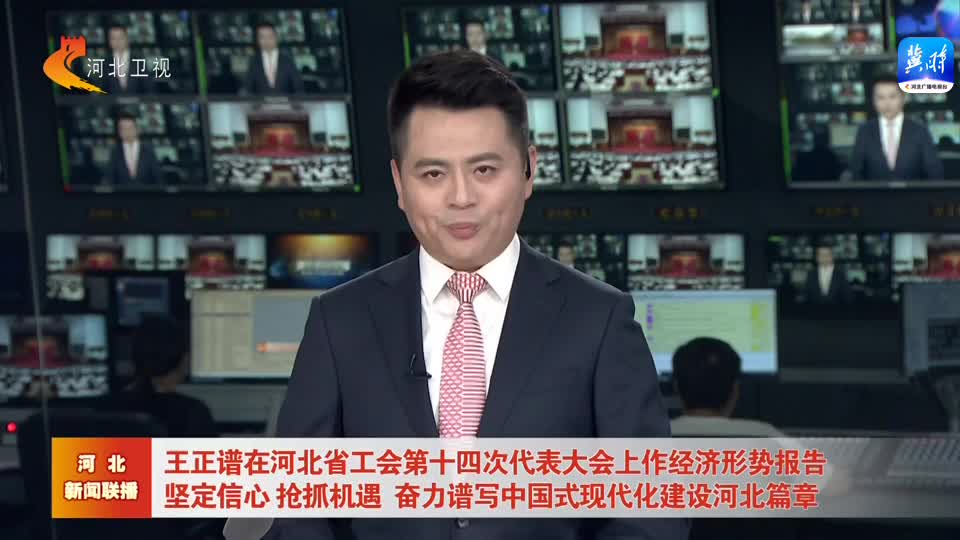 河北卫视
冀时
河北广播电视台
河北
新闻联播
王正谱在河北省工会第十四次代表大会上作经济形势报告
坚定信心 抢抓机遇 奋力谱写中国式现代化建设河北篇章